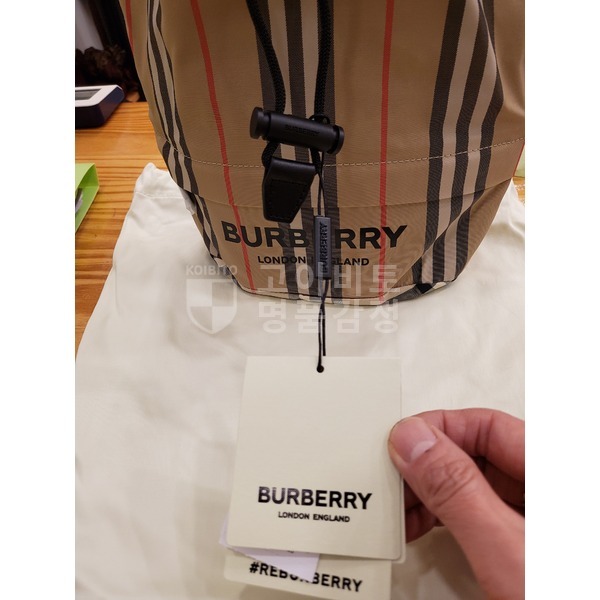 BURBERRY
LONDON ENGLAND
BURBERRY
KOIBITO
고이비토
명품감정
BURBERRY
LONDON ENGLAND
#REBURBERRY